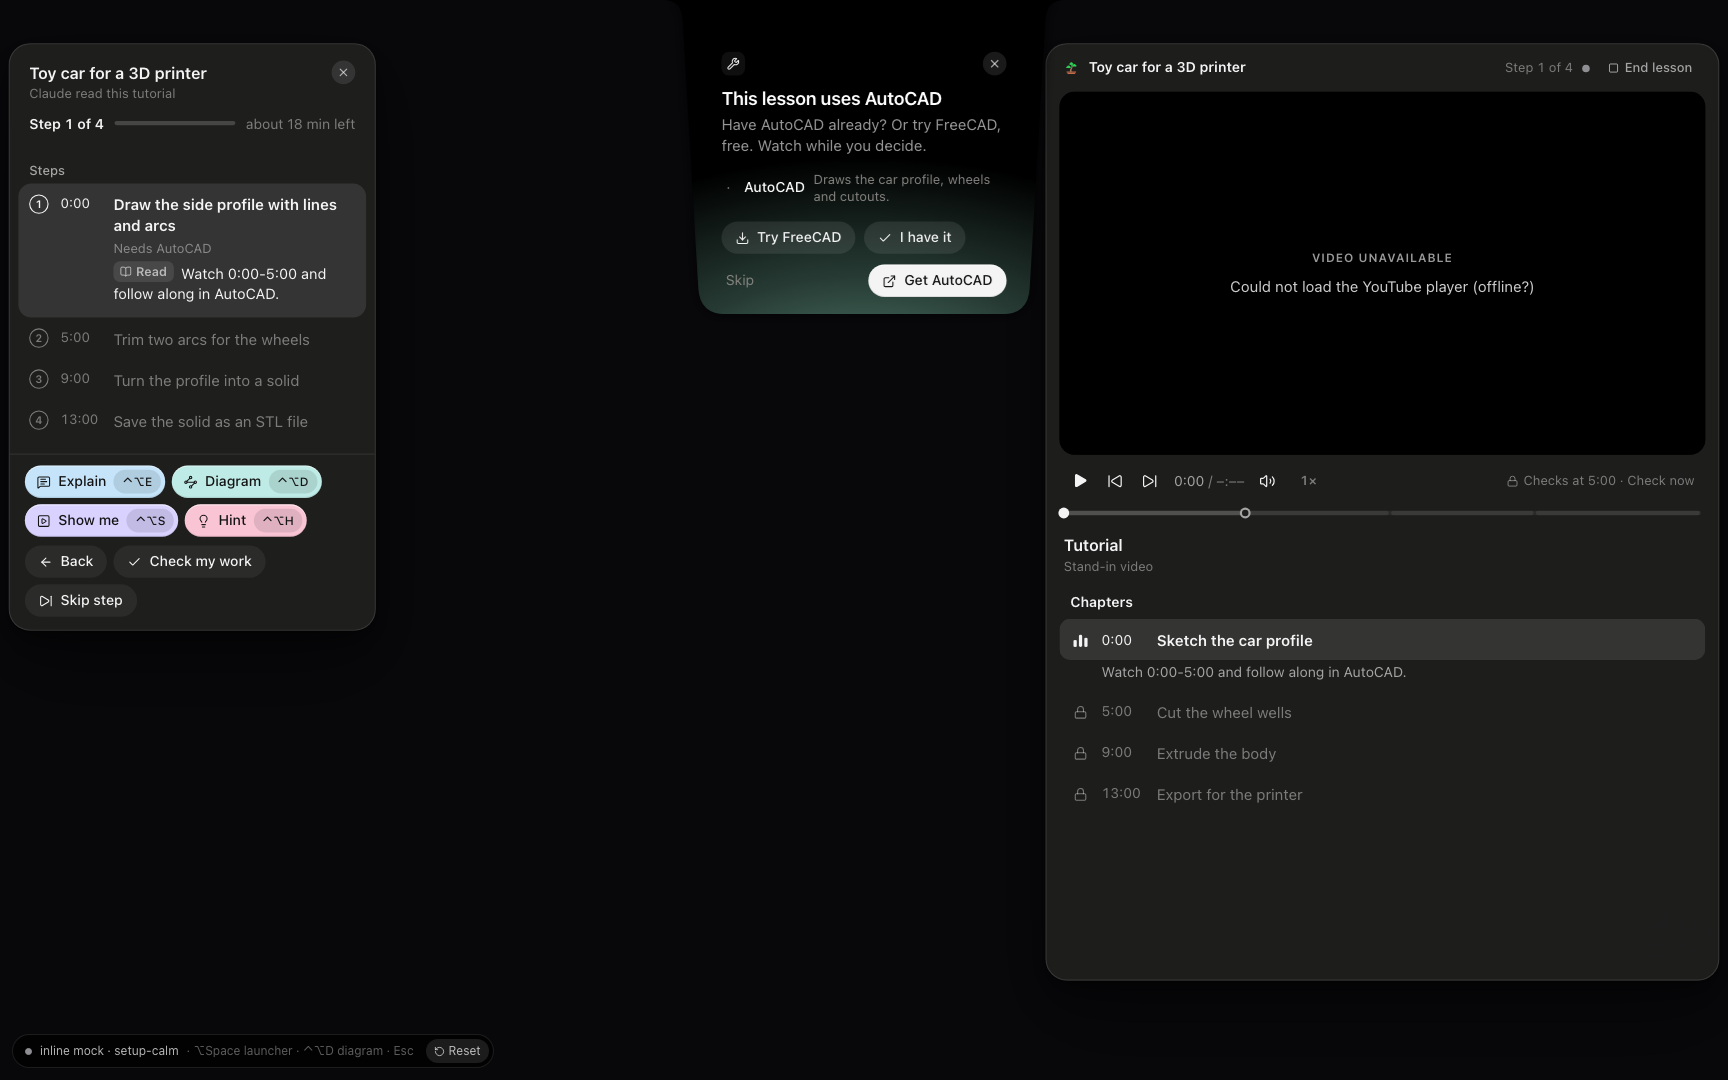 Toy car for a 3D printer
Claude read this tutorial
Step 1 of 4 about 18 min left
Steps
1 0:00 Draw the side profile with lines
and arcs
Needs AutoCAD
Read Watch 0:00-5:00 and
follow along in AutoCAD.
2 5:00 Trim two arcs for the wheels
3 9:00 Turn the profile into a solid
4 13:00 Save the solid as an STL file
Explain ^⌥E Diagram ^⌥D
Show me ^⌥S Hint ^⌥H
Back Check my work
Skip step
This lesson uses AutoCAD
Have AutoCAD already? Or try FreeCAD,
free. Watch while you decide.
· AutoCAD Draws the car profile, wheels
and cutouts.
Try FreeCAD I have it
Skip Get AutoCAD
Toy car for a 3D printer Step 1 of 4 End lesson
VIDEO UNAVAILABLE
Could not load the YouTube player (offline?)
0:00 / –:–– 1× Checks at 5:00 · Check now
Tutorial
Stand-in video
Chapters
0:00 Sketch the car profile
Watch 0:00-5:00 and follow along in AutoCAD.
5:00 Cut the wheel wells
9:00 Extrude the body
13:00 Export for the printer
inline mock · setup-calm · ⌥Space launcher · ^⌥D diagram · Esc Reset